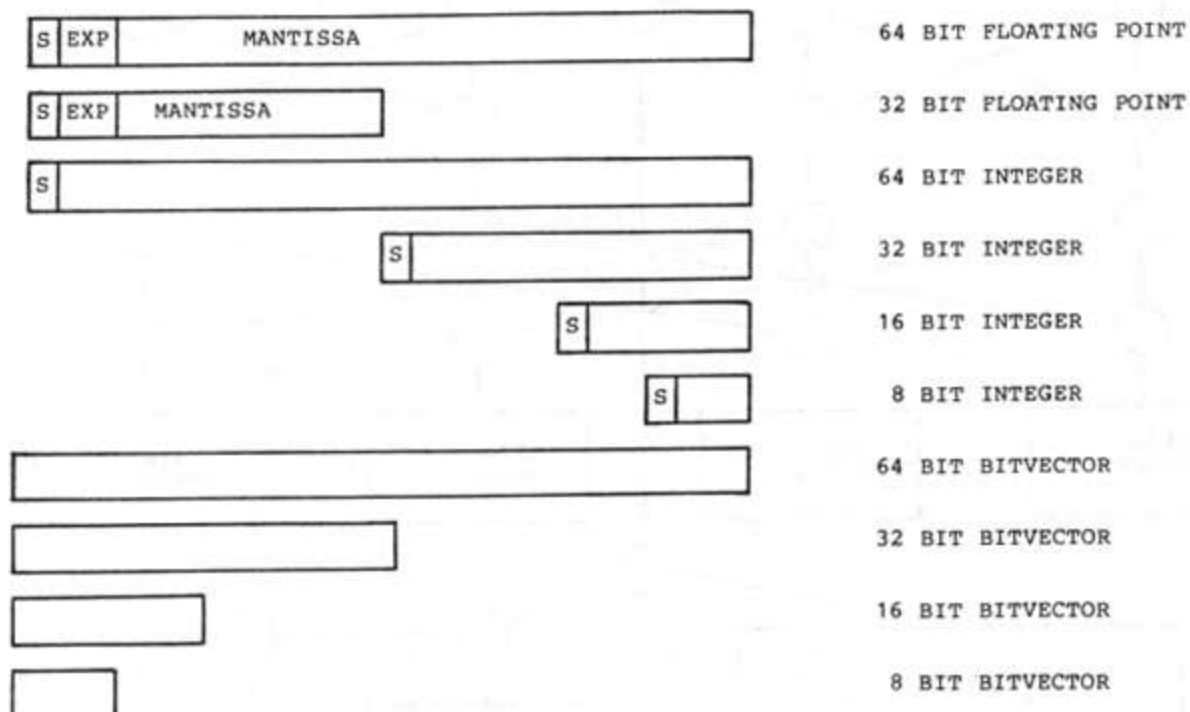 S EXP MANTISSA 64 BIT FLOATING POINT
S EXP MANTISSA 32 BIT FLOATING POINT
S 64 BIT INTEGER
S 32 BIT INTEGER
S 16 BIT INTEGER
S 8 BIT INTEGER
64 BIT BITVECTOR
32 BIT BITVECTOR
16 BIT BITVECTOR
8 BIT BITVECTOR